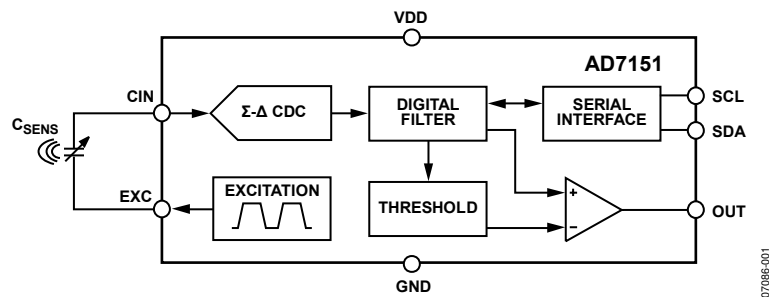 VDD
AD7151
CIN
Σ-Δ CDC
DIGITAL
FILTER
SERIAL
INTERFACE
SCL
SDA
CSENS
EXC
EXCITATION
THRESHOLD
+
−
OUT
GND
07086-001